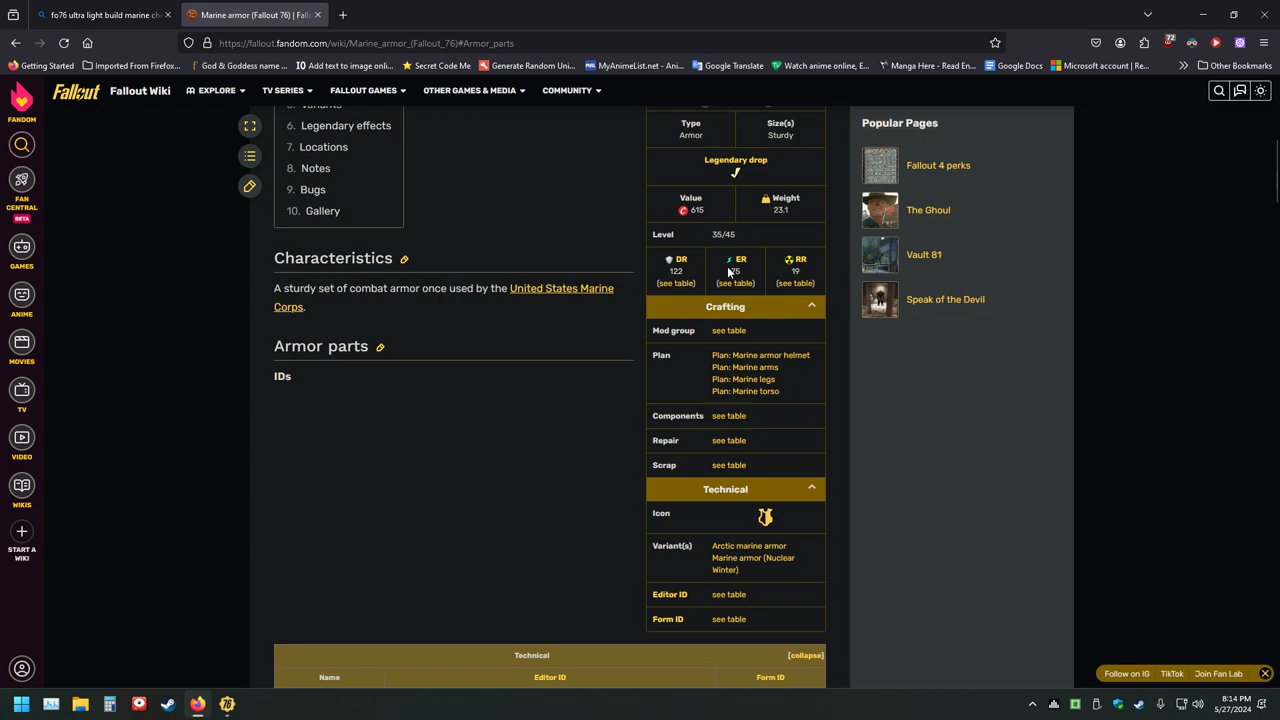 fo76 ultra light build marine ch
Marine armor (Fallout 76) | Fall
https://fallout.fandom.com/wiki/Marine_armor_(Fallout_76)#Armor_parts
72
Getting Started
Imported From Firefox...
God & Goddess name ...
Add text to image onl...
Secret Code Me
Generate Random Uni...
MyAnimeList.net - Ani...
Google Translate
Watch anime online, ...
Manga Here - Read En...
Google Docs
Microsoft account | Re...
Other Bookmarks
Fallout
Fallout Wiki
EXPLORE
TV SERIES
FALLOUT GAMES
OTHER GAMES & MEDIA
COMMUNITY
FANDOM
FAN CENTRAL
BETA
GAMES
ANIME
MOVIES
TV
VIDEO
WIKIS
START A WIKI
5. Variants
6. Legendary effects
7. Locations
8. Notes
9. Bugs
10. Gallery
Characteristics
A sturdy set of combat armor once used by the United States Marine
Corps.
Armor parts
IDs
Type
Armor
Size(s)
Sturdy
Legendary drop
Value
615
Weight
23.1
Level 35/45
DR
122
(see table)
ER
(see table)
RR
19
(see table)
Crafting
Mod group see table
Plan Plan: Marine armor helmet
Plan: Marine arms
Plan: Marine legs
Plan: Marine torso
Components see table
Repair see table
Scrap see table
Technical
Icon
Variant(s) Arctic marine armor
Marine armor (Nuclear
Winter)
Editor ID see table
Form ID see table
Technical [collapse]
Name Editor ID Form ID
Popular Pages
Fallout 4 perks
The Ghoul
Vault 81
Speak of the Devil
Follow on IG TikTok Join Fan Lab
76
8:14 PM
5/27/2024